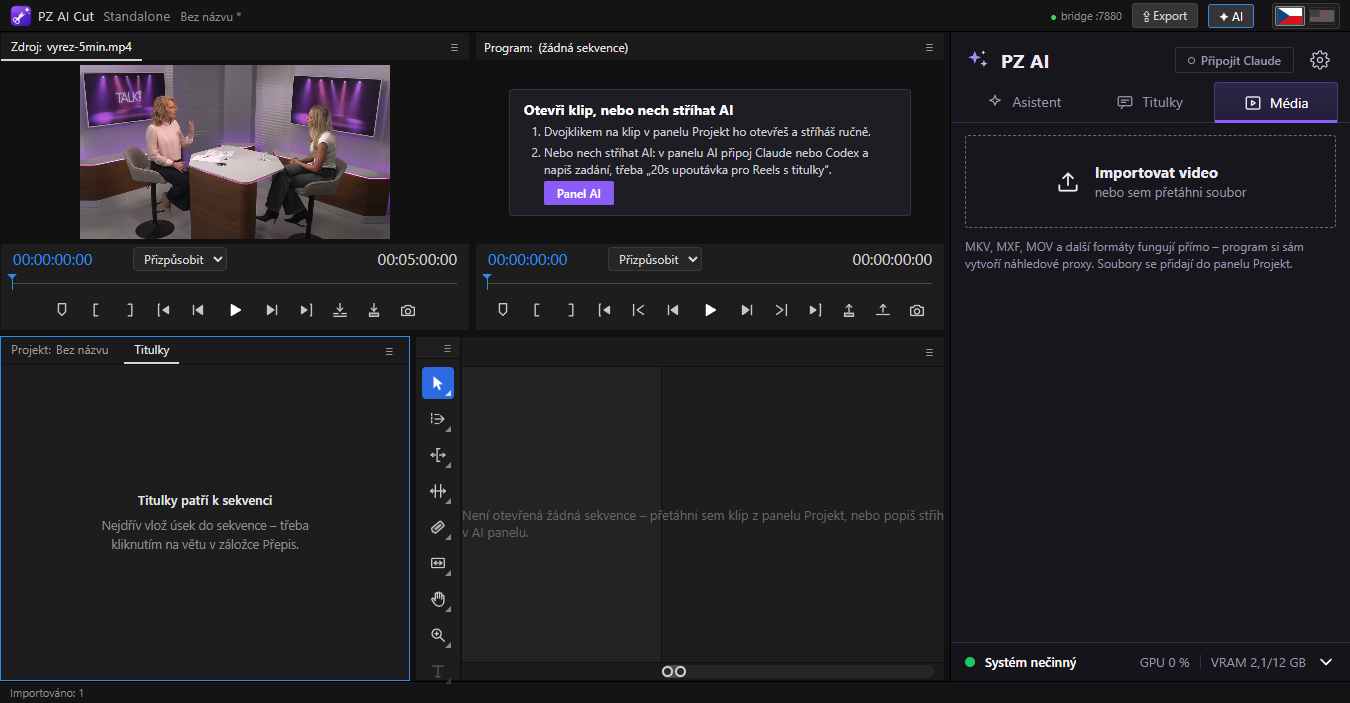 PZ AI Cut Standalone Bez názvu *
bridge :7880
Export
AI
Zdroj: vyrez-5min.mp4
TALK!
00:00:00:00
Přizpůsobit
00:05:00:00
Program: (žádná sekvence)
Otevři klip, nebo nech stříhat AI
1. Dvojklikem na klip v panelu Projekt ho otevřeš a stříháš ručně.
2. Nebo nech stříhat AI: v panelu AI připoj Claude nebo Codex a
napiš zadání, třeba „20s upoutávka pro Reels s titulky".
Panel AI
00:00:00:00
Přizpůsobit
00:00:00:00
Projekt: Bez názvu
Titulky
Titulky patří k sekvenci
Nejdřív vlož úsek do sekvence – třeba
kliknutím na větu v záložce Přepis.
Není otevřená žádná sekvence – přetáhni sem klip z panelu Projekt, nebo popiš střih
v AI panelu.
PZ AI
Připojit Claude
Asistent
Titulky
Média
Importovat video
nebo sem přetáhni soubor
MKV, MXF, MOV a další formáty fungují přímo – program si sám
vytvoří náhledové proxy. Soubory se přidají do panelu Projekt.
Systém nečinný
GPU 0 %
VRAM 2,1/12 GB
Importováno: 1